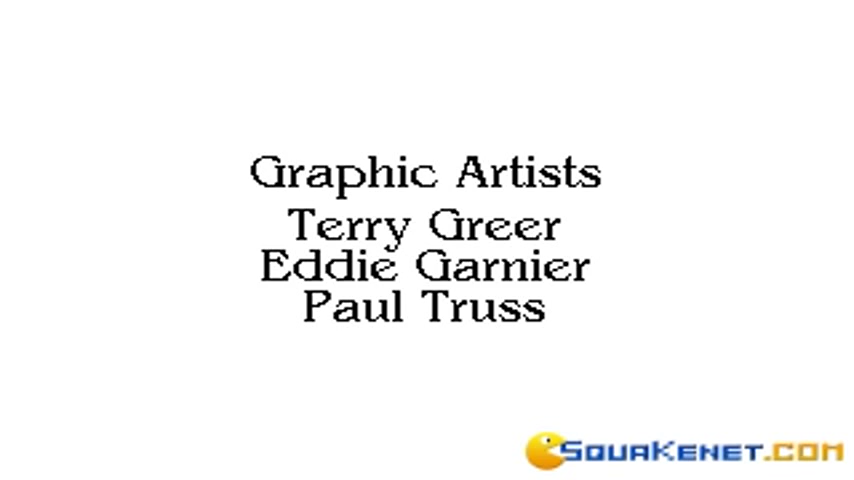 Graphic Artists
Terry Greer
Eddie Garnier
Paul Truss
SquakeNet.com